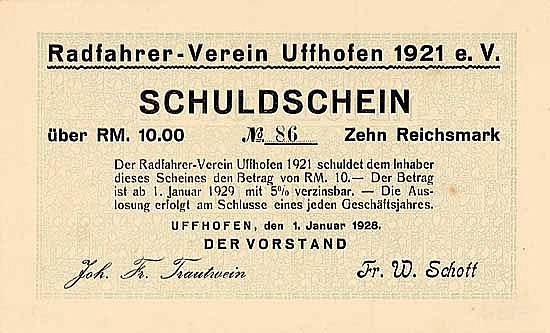 Radfahrer-Verein Uffhofen 1921 e. V.
SCHULDSCHEIN
über RM. 10.00 No. 86 Zehn Reichsmark
Der Radfahrer-Verein Uffhofen 1921 schuldet dem Inhaber
dieses Scheines den Betrag von RM. 10.— Der Betrag
ist ab 1. Januar 1929 mit 5% verzinsbar. — Die Aus-
losung erfolgt am Schlusse eines jeden Geschäftsjahres.
UFFHOFEN, den 1. Januar 1928.
DER VORSTAND
Joh. Fr. Trautwein Fr. W. Schott